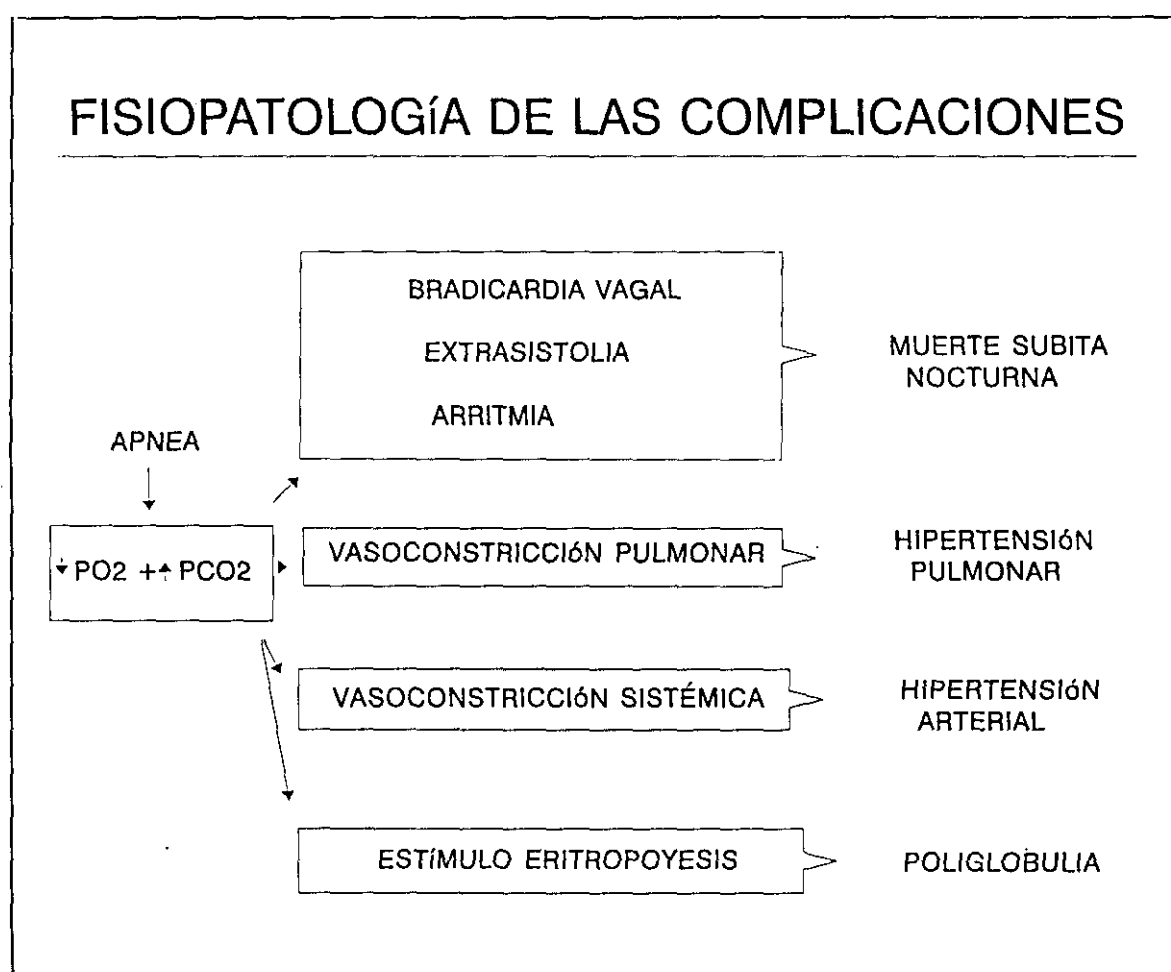 FISIOPATOLOGíA DE LAS COMPLICACIONES
BRADICARDIA VAGAL
EXTRASISTOLIA
ARRITMIA
MUERTE SUBITA
NOCTURNA
APNEA
↓ PO2 +↑ PCO2
VASOCONSTRICCIóN PULMONAR
HIPERTENSIóN
PULMONAR
VASOCONSTRICCIóN SISTÉMICA
HIPERTENSIóN
ARTERIAL
ESTíMULO ERITROPOYESIS
POLIGLOBULIA